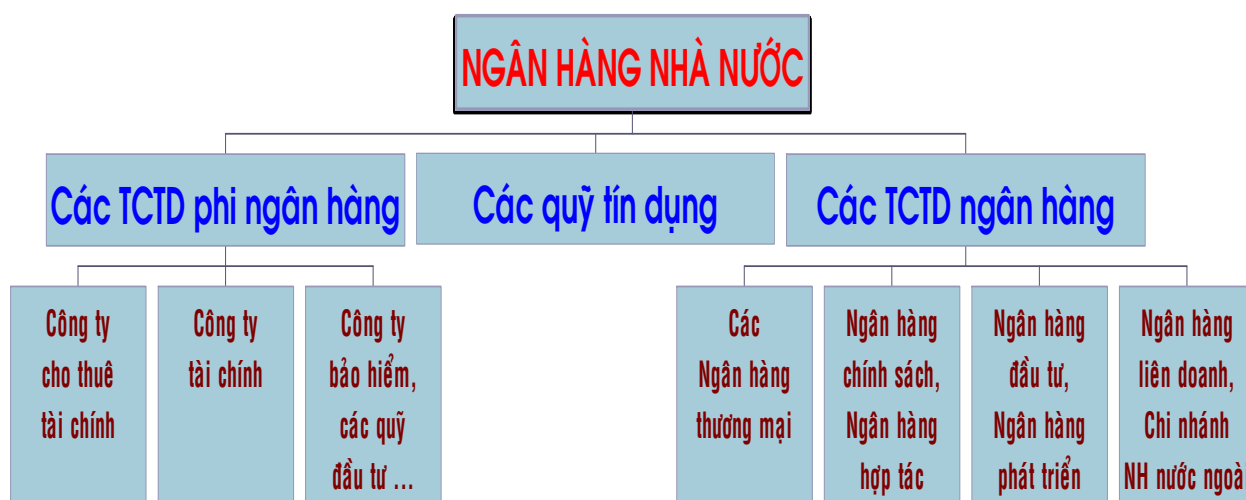 NGÂN HÀNG NHÀ NƯỚC
Các TCTD phi ngân hàng
Các quỹ tín dụng
Các TCTD ngân hàng
Công ty
cho thuê
tài chính
Công ty
tài chính
Công ty
bảo hiểm,
các quỹ
đầu tư ...
Các
Ngân hàng
thương mại
Ngân hàng
chính sách,
Ngân hàng
hợp tác
Ngân hàng
đầu tư,
Ngân hàng
phát triển
Ngân hàng
liên doanh,
Chi nhánh
NH nước ngoà